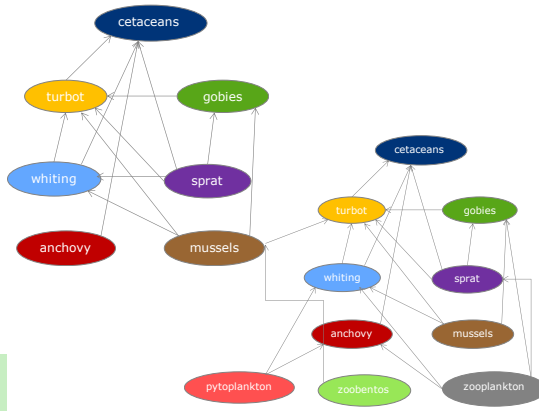 cetaceans
turbot
gobies
whiting
sprat
anchovy
mussels
cetaceans
turbot
gobies
whiting
sprat
anchovy
mussels
pytoplankton
zoobentos
zooplankton